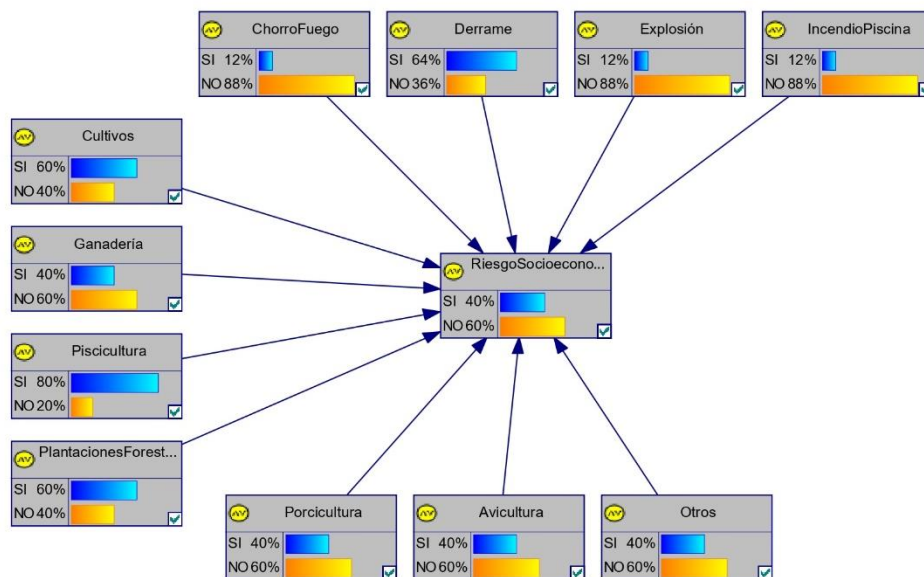 ChorroFuego
SI 12%
NO 88%
Derrame
SI 64%
NO 36%
Explosión
SI 12%
NO 88%
IncendioPiscina
SI 12%
NO 88%
Cultivos
SI 60%
NO 40%
Ganadería
SI 40%
NO 60%
Piscicultura
SI 80%
NO 20%
PlantacionesForest...
SI 60%
NO 40%
RiesgoSocioecono...
SI 40%
NO 60%
Porcicultura
SI 40%
NO 60%
Avicultura
SI 40%
NO 60%
Otros
SI 40%
NO 60%